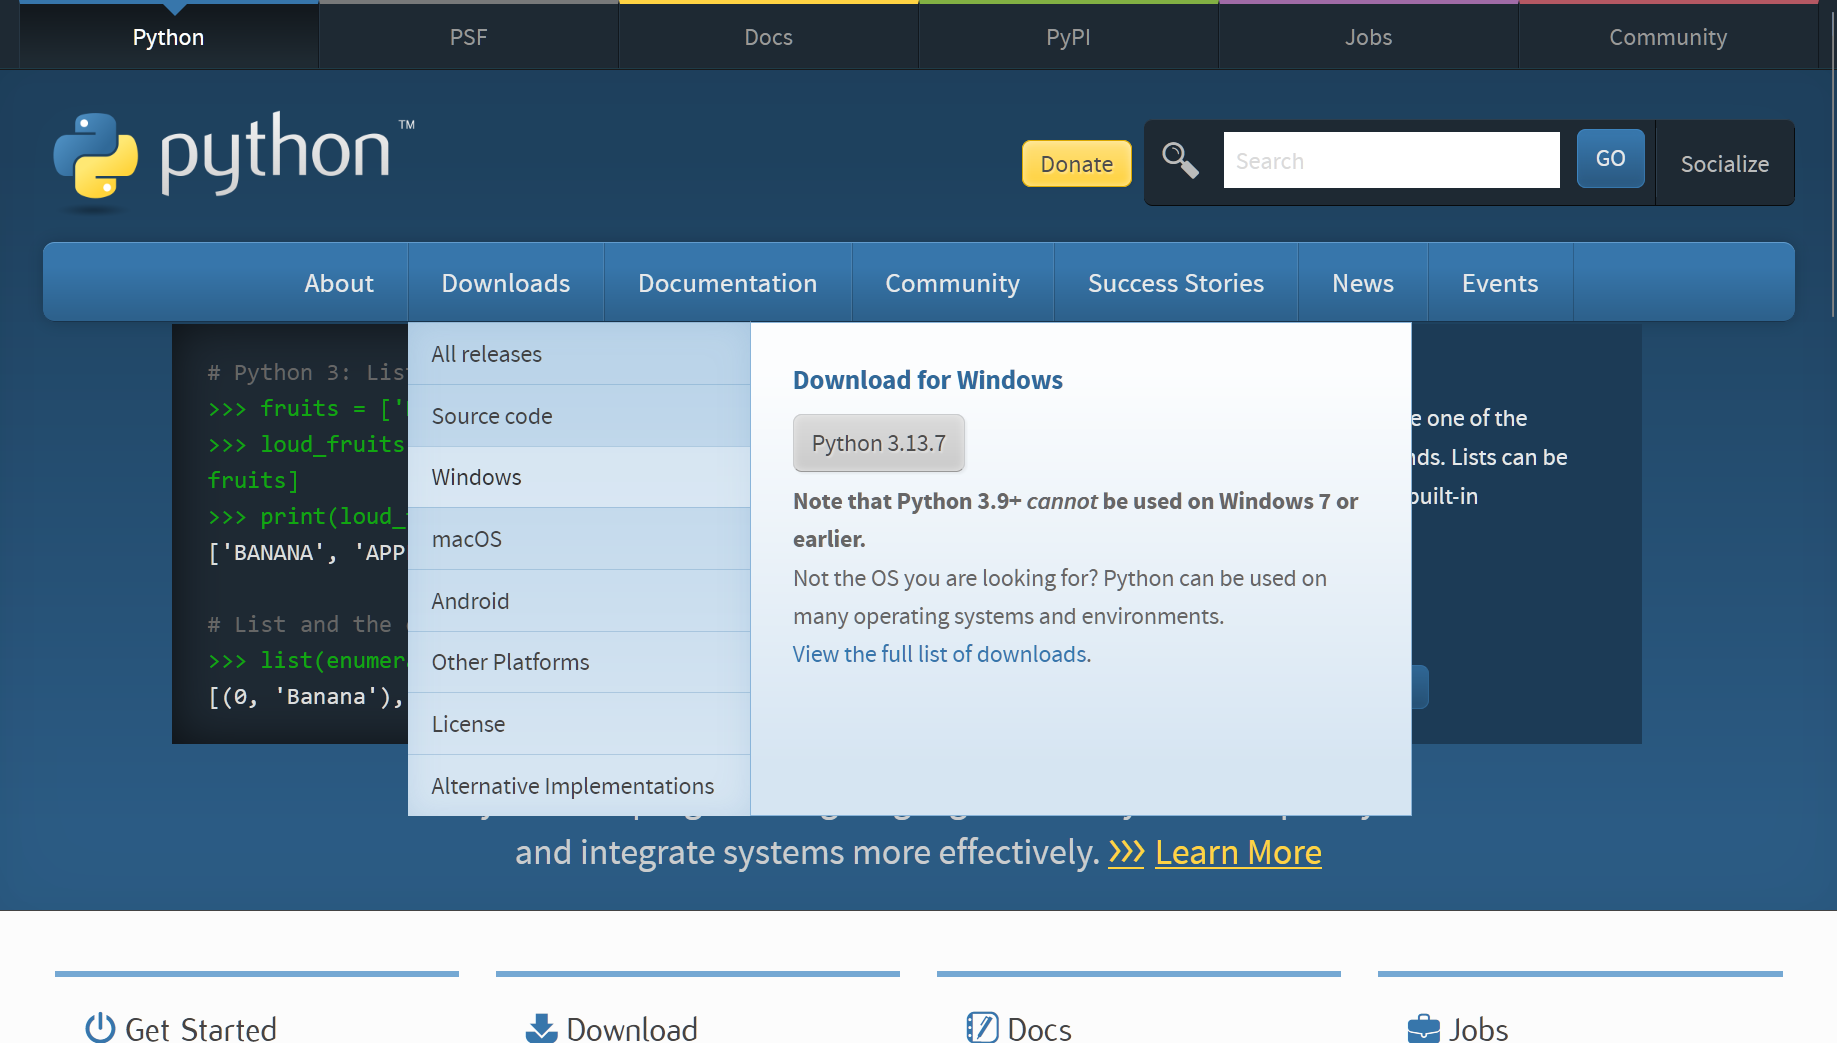 Python
PSF
Docs
PyPI
Jobs
Community
python™
Donate
Search
GO
Socialize
About
Downloads
Documentation
Community
Success Stories
News
Events
All releases
Source code
Windows
macOS
Android
Other Platforms
License
Alternative Implementations
Download for Windows
Python 3.13.7
Note that Python 3.9+ cannot be used on Windows 7 or
earlier.
Not the OS you are looking for? Python can be used on
many operating systems and environments.
View the full list of downloads.
# Python 3: Lis
>>> fruits = ['
>>> loud_fruits
fruits]
>>> print(loud_
['BANANA', 'APP
# List and the
>>> list(enumer
[(0, 'Banana'),
e one of the
nds. Lists can be
built-in
and integrate systems more effectively. >>> Learn More
Get Started
Download
Docs
Jobs